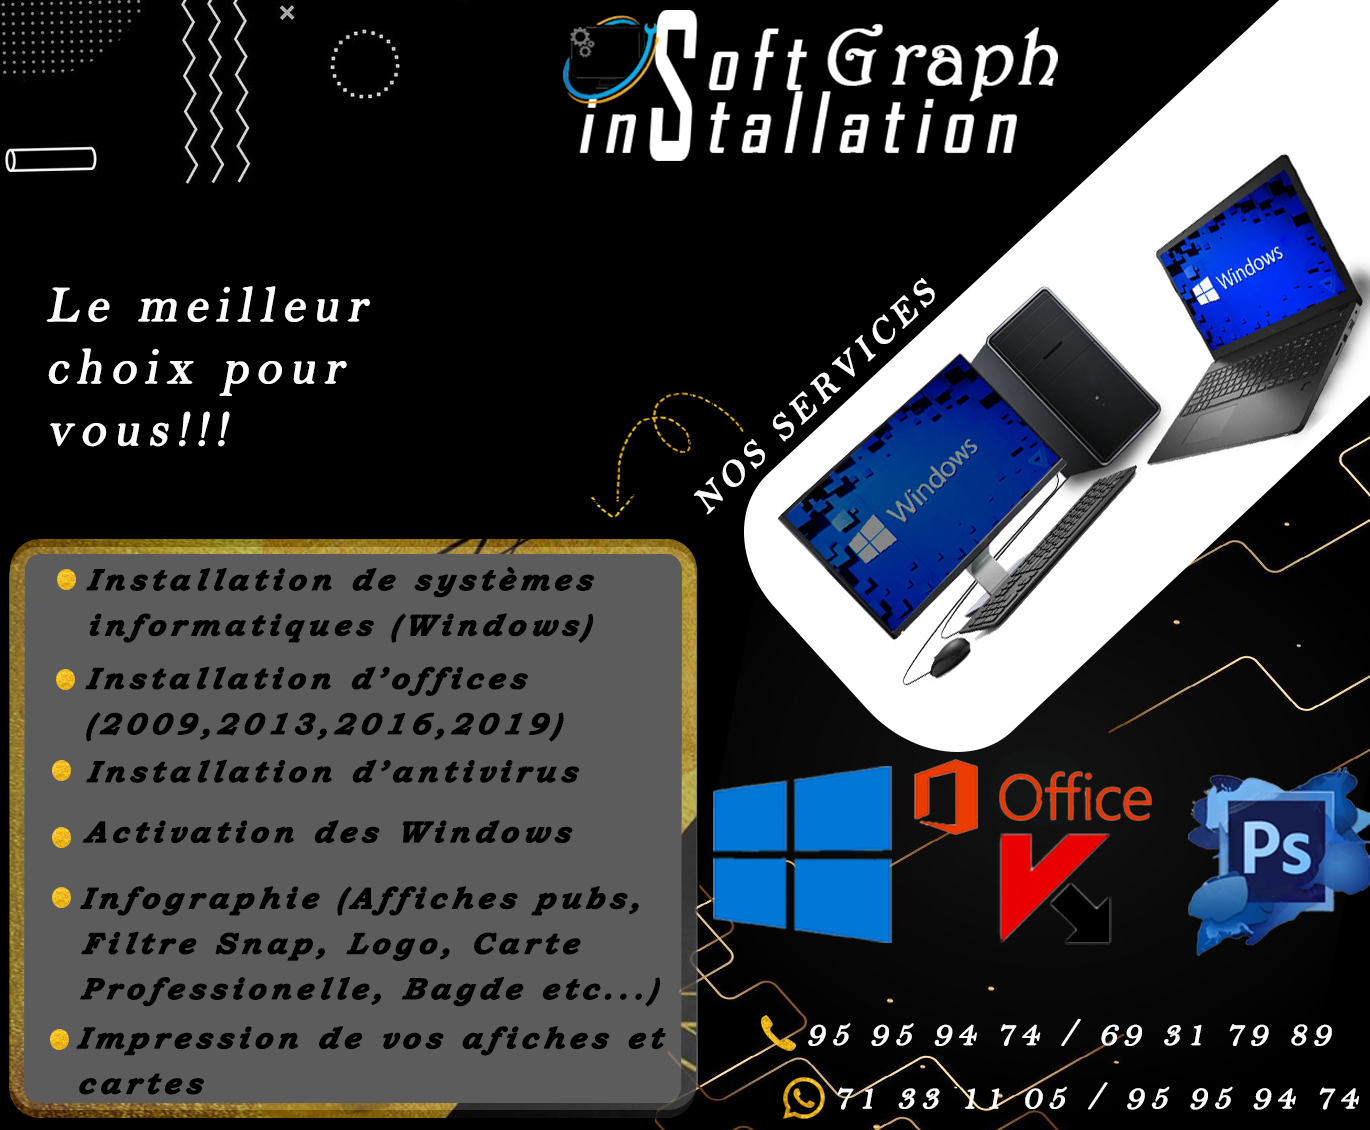 Soft Graph
inStallation
Le meilleur
choix pour
vous!!!
NOS SERVICES
Windows
Windows
Installation de systèmes
informatiques (Windows)
Installation d'offices
(2009,2013,2016,2019)
Installation d'antivirus
Activation des Windows
Infographie (Affiches pubs,
Filtre Snap, Logo, Carte
Professionelle, Bagde etc...)
Impression de vos afiches et
cartes
Office
Ps
95 95 94 74 / 69 31 79 89
71 33 11 05 / 95 95 94 74